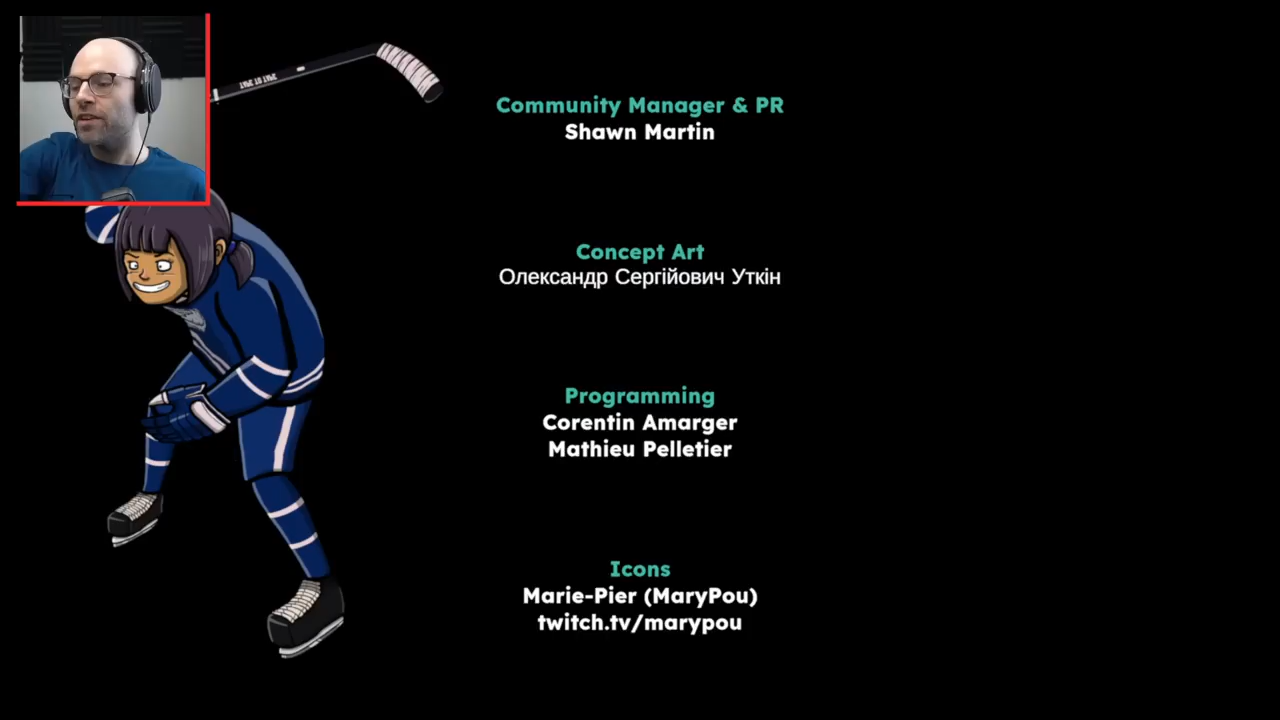 Community Manager & PR
Shawn Martin
Concept Art
Олександр Сергійович Уткін
Programming
Corentin Amarger
Mathieu Pelletier
Icons
Marie-Pier (MaryPou)
twitch.tv/marypou